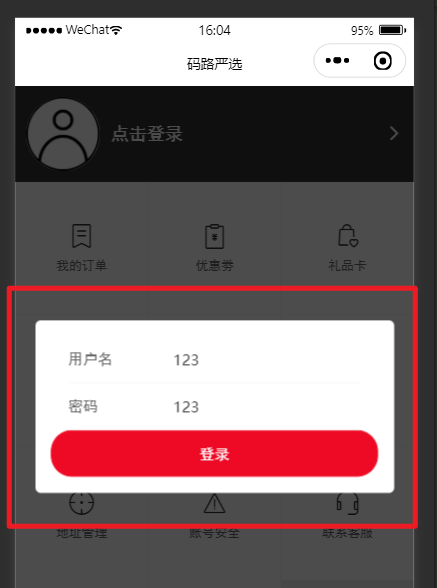 ●●●●● WeChat 16:04 95%
码路严选
点击登录
我的订单 优惠劵 礼品卡
用户名 123
密码 123
登录
地址管理 账号安全 联系客服